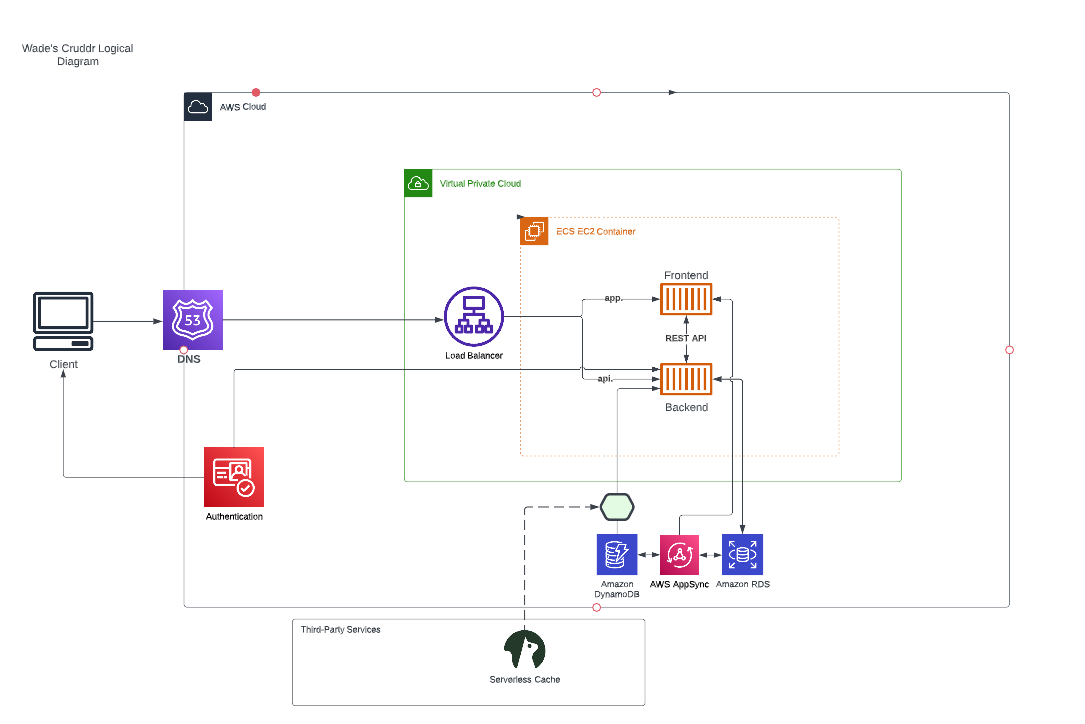 Wade's Cruddr Logical
Diagram
AWS Cloud
Virtual Private Cloud
ECS EC2 Container
Frontend
app.
53
REST API
Load Balancer
DNS
Client
api.
Backend
Authentication
Amazon
DynamoDB
AWS AppSync
Amazon RDS
Third-Party Services
Serverless Cache